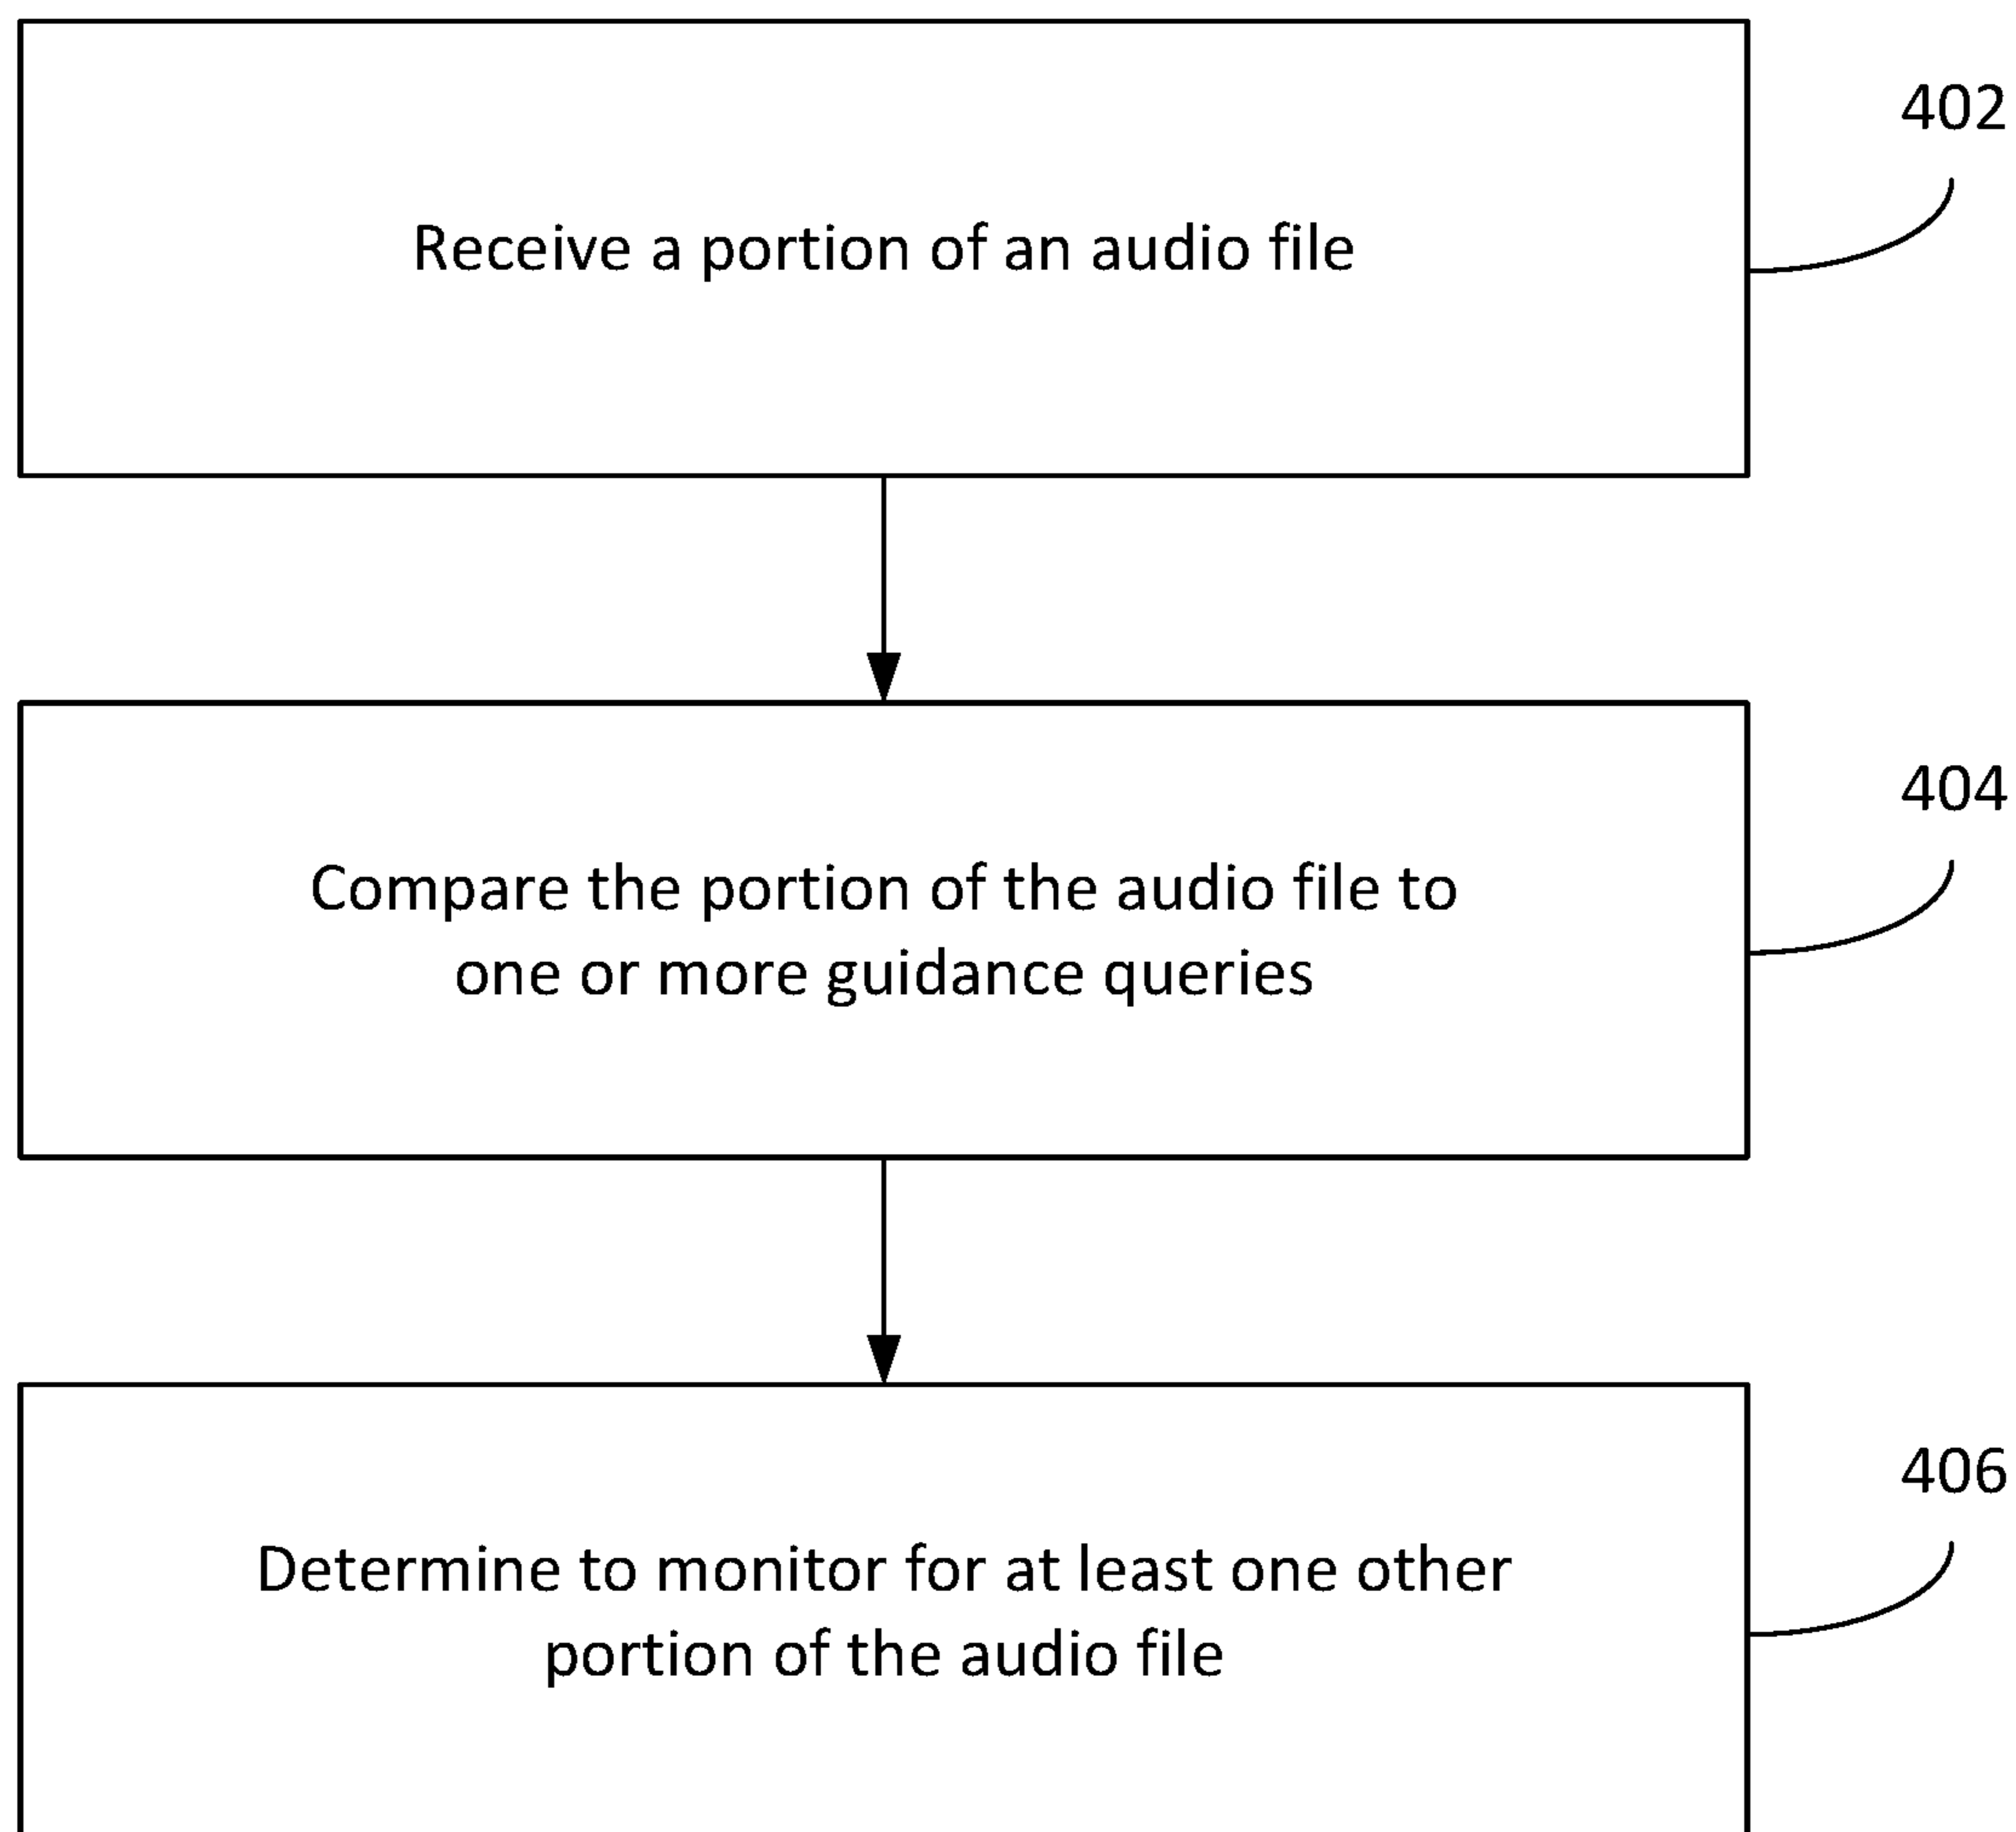 402
Receive a portion of an audio file
404
Compare the portion of the audio file to
one or more guidance queries
406
Determine to monitor for at least one other
portion of the audio file